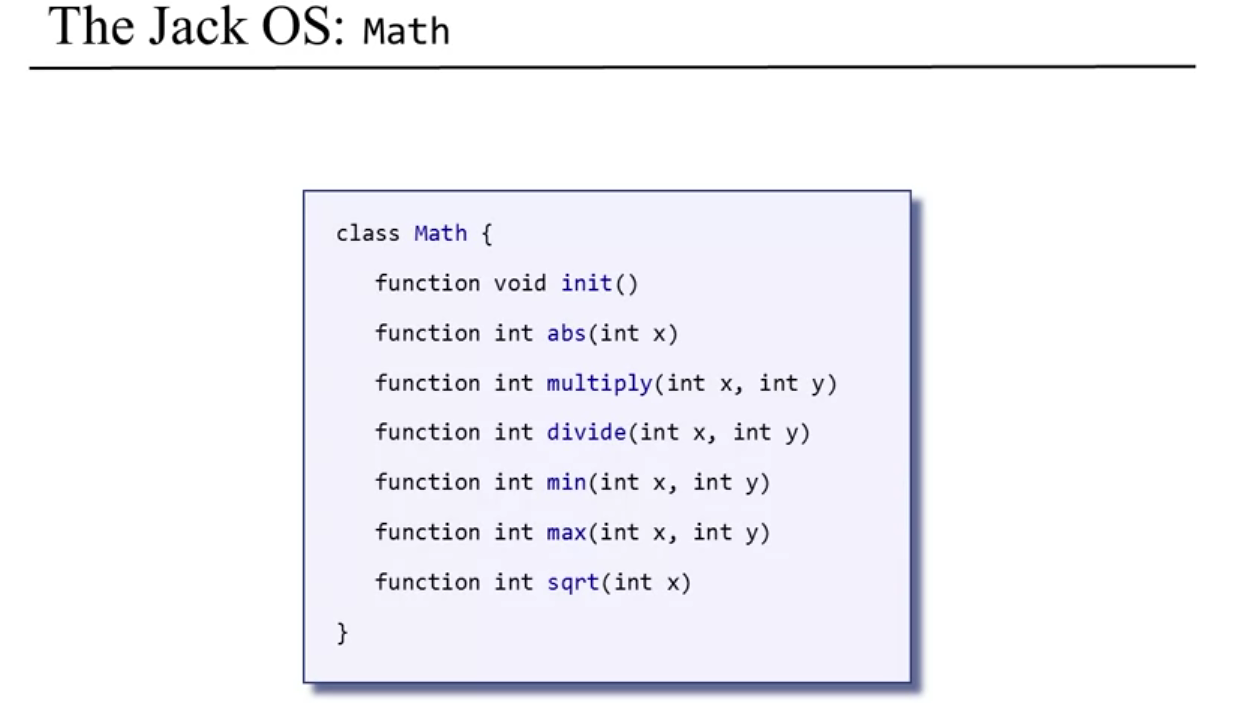 The Jack OS: Math
class Math {
function void init()
function int abs(int x)
function int multiply(int x, int y)
function int divide(int x, int y)
function int min(int x, int y)
function int max(int x, int y)
function int sqrt(int x)
}